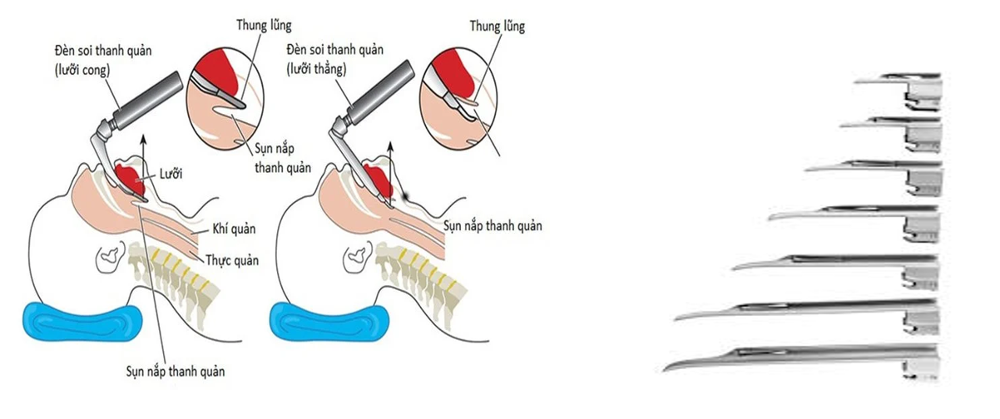 Thung lũng
Đèn soi thanh quản
(lưỡi cong)
Sụn nắp
thanh quản
Lưỡi
Khí quản
Thực quản
Sụn nắp thanh quản
Thung lũng
Đèn soi thanh quản
(lưỡi thẳng)
Sụn nắp thanh quản